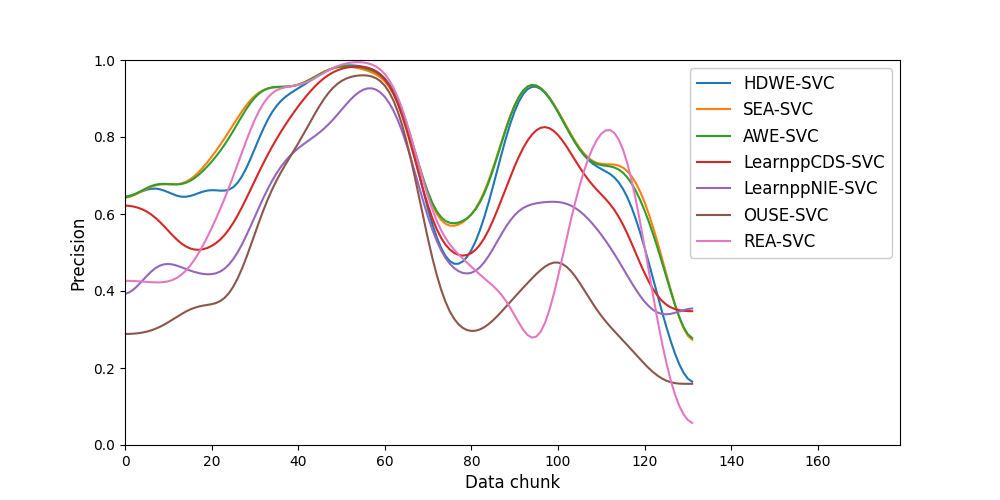 1.0
0.8
0.6
0.4
0.2
0.0
Precision
0 20 40 60 80 100 120 140 160
Data chunk
HDWE-SVC
SEA-SVC
AWE-SVC
LearnppCDS-SVC
LearnppNIE-SVC
OUSE-SVC
REA-SVC